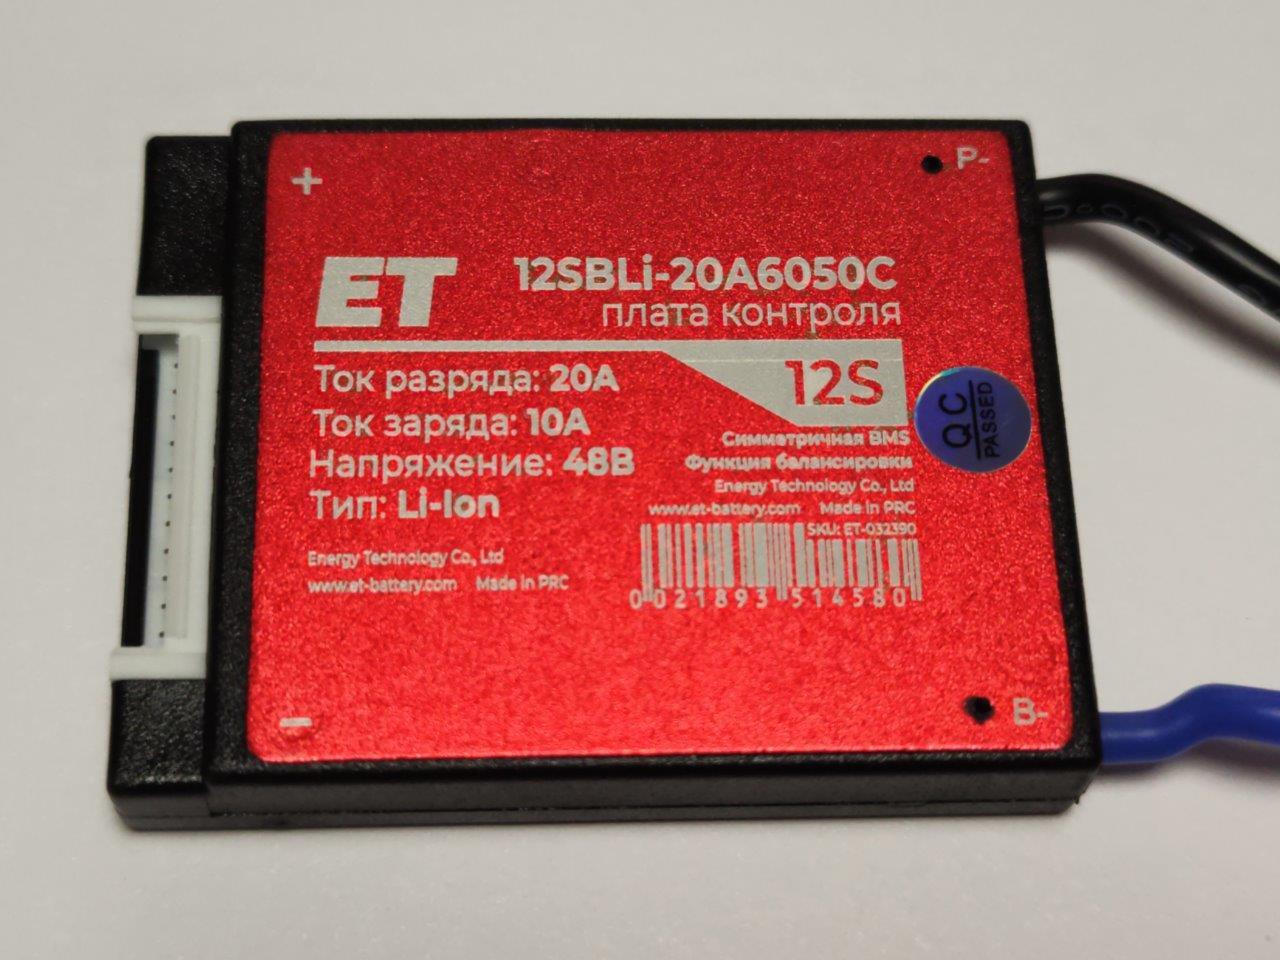 +
P-
ET
12SBLi-20A6050C
плата контроля
12S
Ток разряда: 20А
Ток заряда: 10А
Напряжение: 48В
Тип: Li-Ion
Симметричная BMS
Функция балансировки
Energy Technology Co., Ltd
www.et-battery.com Made in PRC
SKU: ET-032390
0 021893 514580
Energy Technology Co., Ltd
www.et-battery.com Made in PRC
QC
PASSED
−
B-